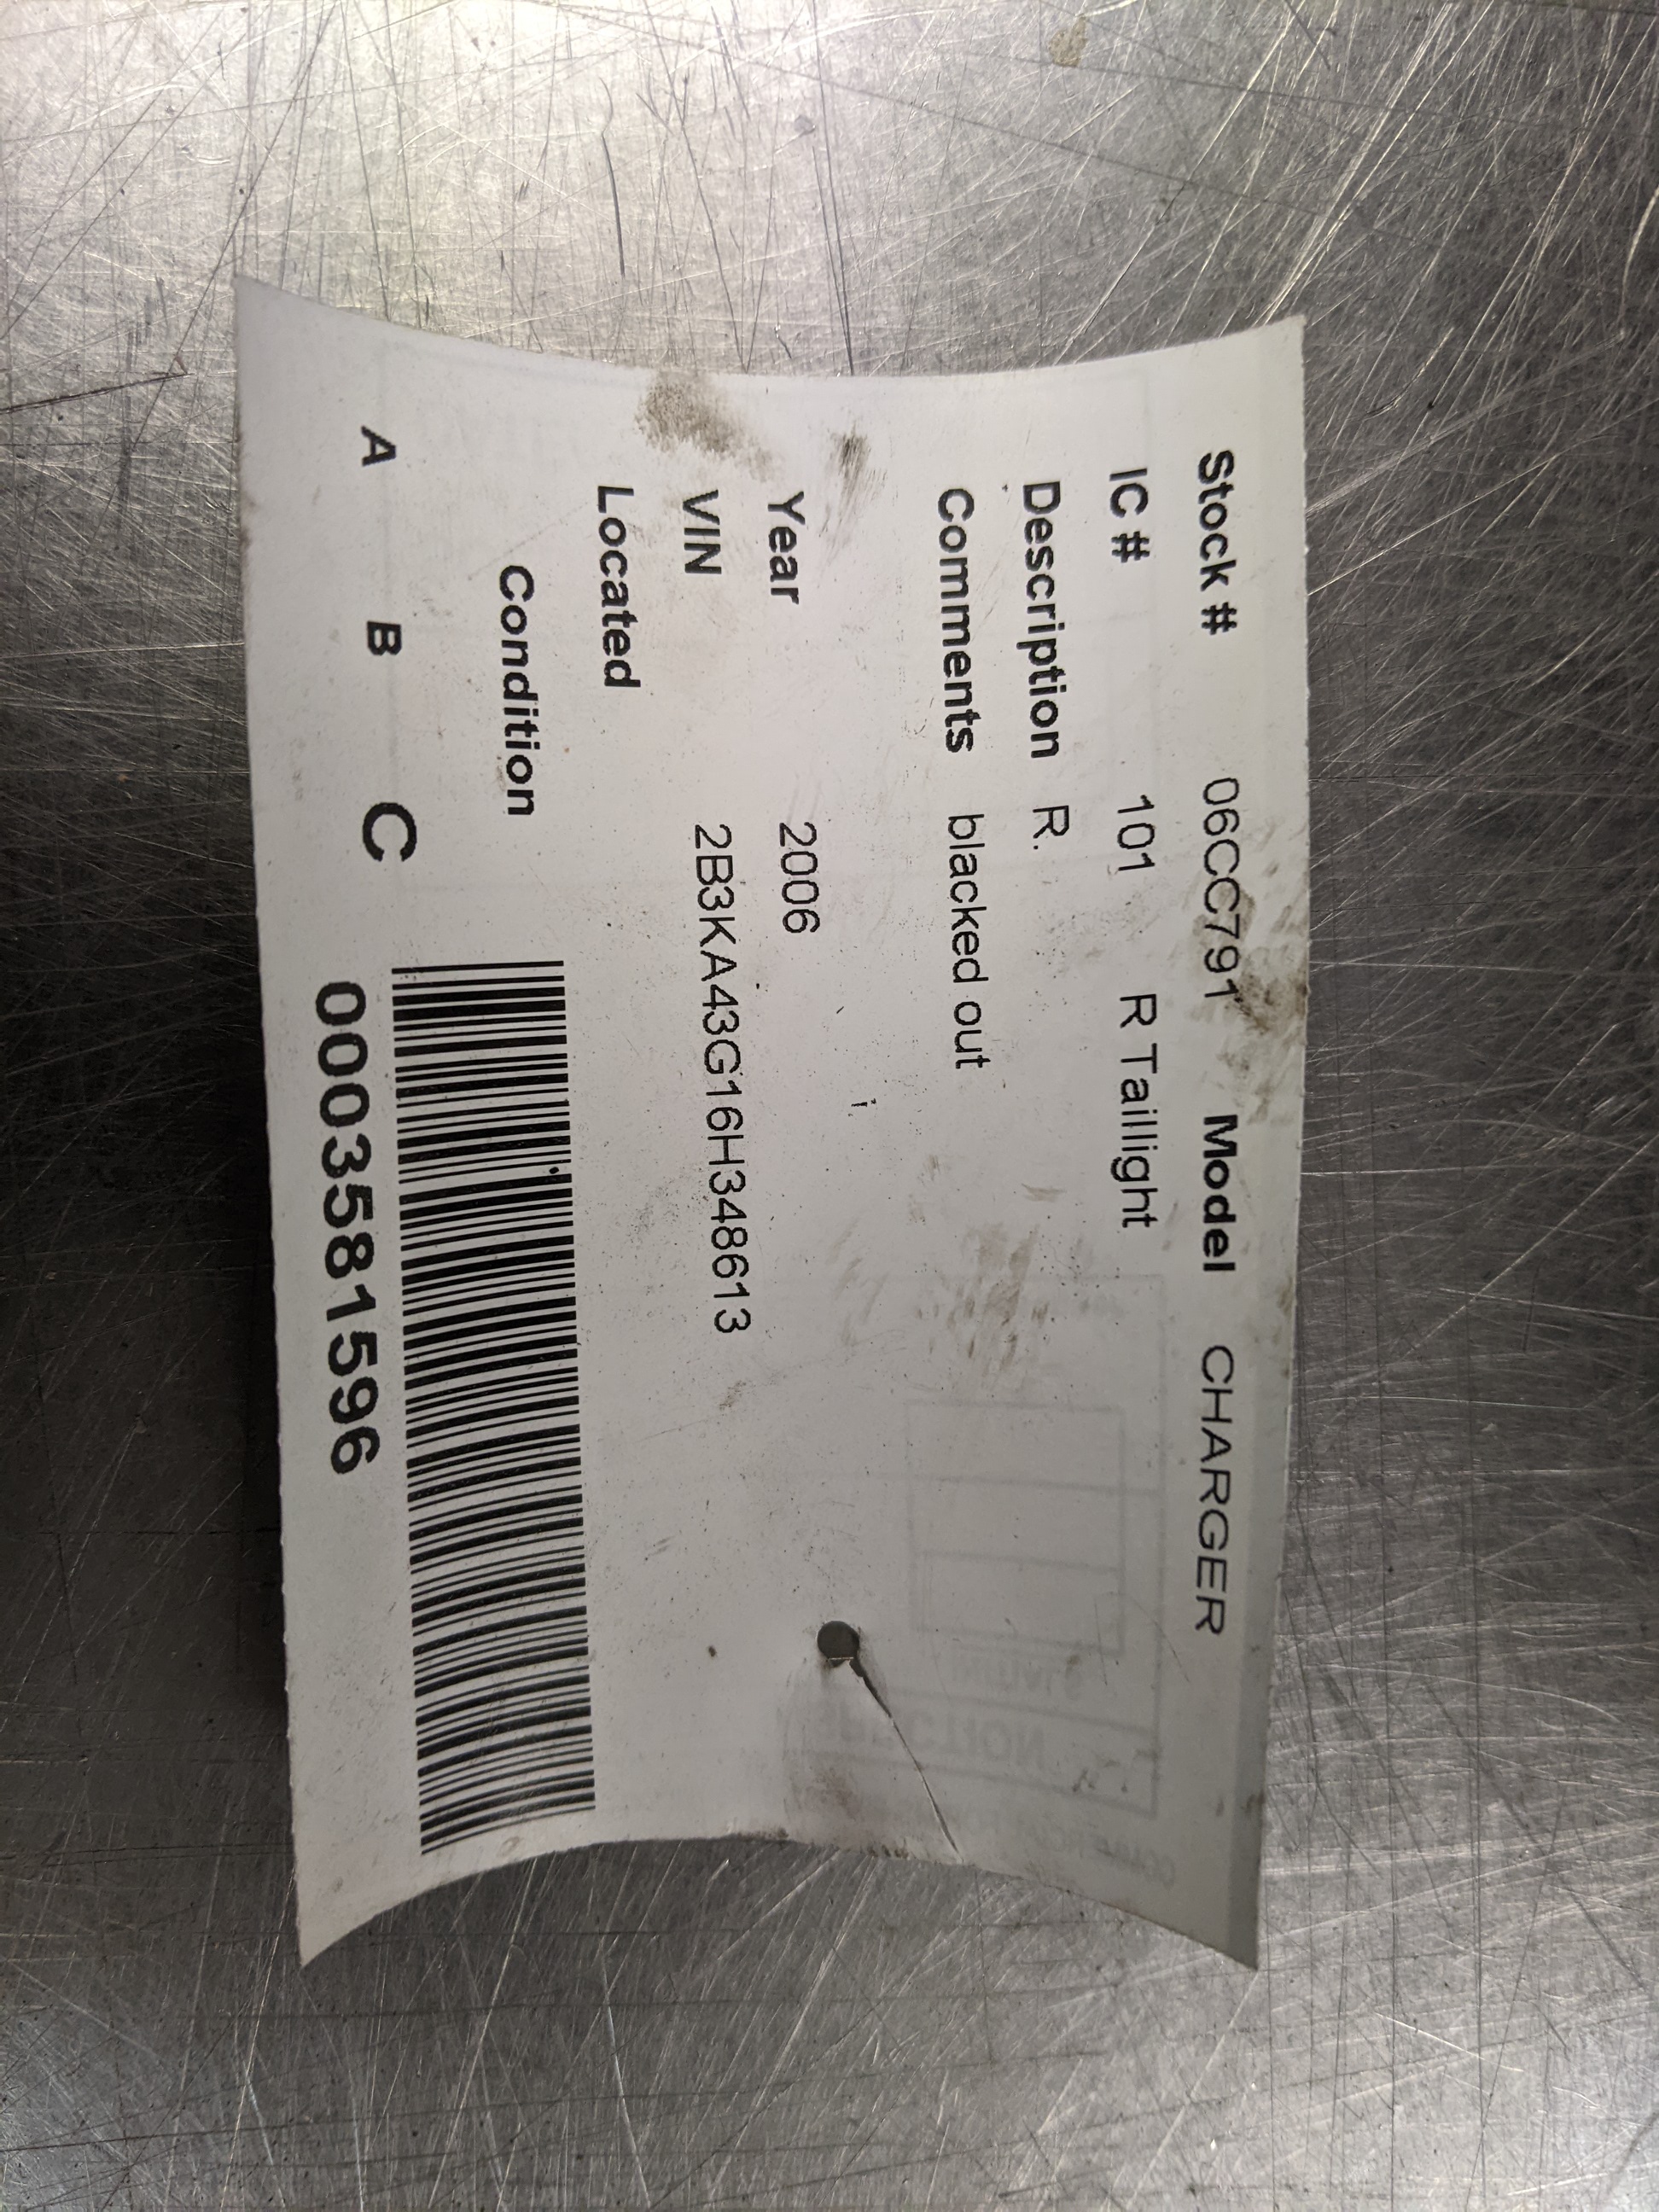 Stock # 06CC791 Model CHARGER
IC # 101 R Taillight
Description R.
Comments blacked out
Year 2006
VIN 2B3KA43G16H348613
Located
Condition
A B C
0003581596